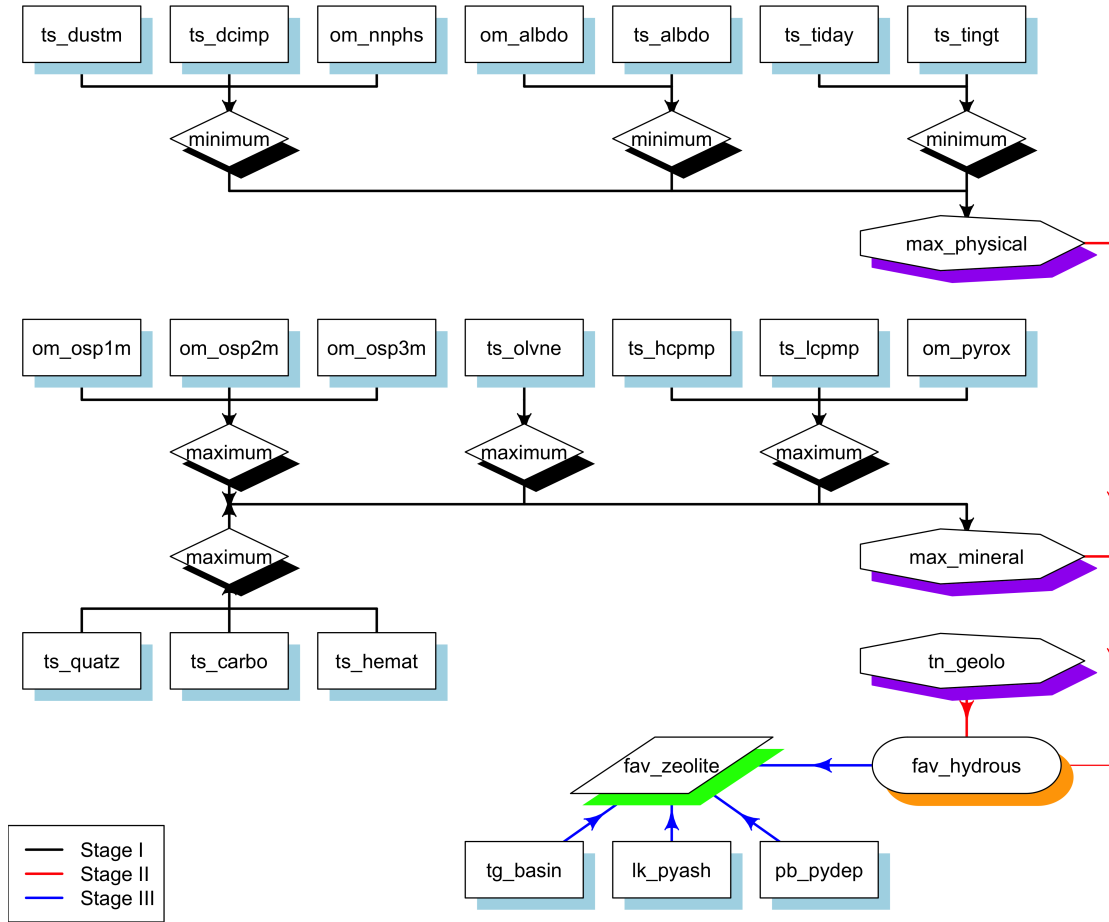 ts_dustm
ts_dcimp
om_nnphs
om_albdo
ts_albdo
ts_tiday
ts_tingt
minimum
minimum
minimum
max_physical
om_osp1m
om_osp2m
om_osp3m
ts_olvne
ts_hcpmp
ts_lcpmp
om_pyrox
maximum
maximum
maximum
maximum
max_mineral
ts_quatz
ts_carbo
ts_hemat
tn_geolo
fav_zeolite
fav_hydrous
tg_basin
lk_pyash
pb_pydep
Stage I
Stage II
Stage III